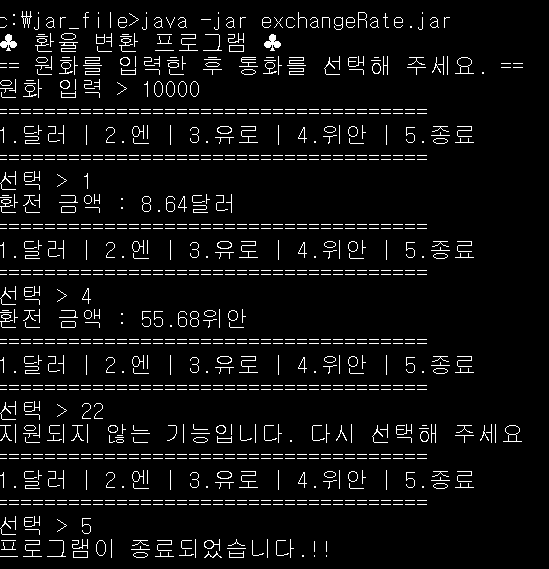 c:\jar_file>java -jar exchangeRate.jar
♣ 환율 변환 프로그램 ♣
== 원화를 입력한 후 통화를 선택해 주세요. ==
원화 입력 > 10000
======================================
1.달러 | 2.엔 | 3.유로 | 4.위안 | 5.종료
======================================
선택 > 1
환전 금액 : 8.64달러
======================================
1.달러 | 2.엔 | 3.유로 | 4.위안 | 5.종료
======================================
선택 > 4
환전 금액 : 55.68위안
======================================
1.달러 | 2.엔 | 3.유로 | 4.위안 | 5.종료
======================================
선택 > 22
지원되지 않는 기능입니다. 다시 선택해 주세요
======================================
1.달러 | 2.엔 | 3.유로 | 4.위안 | 5.종료
======================================
선택 > 5
프로그램이 종료되었습니다.!!